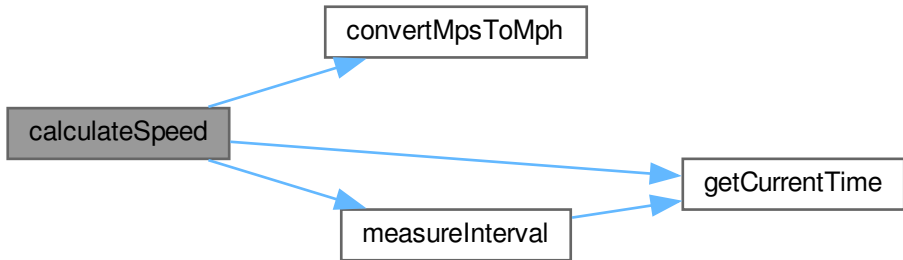 convertMpsToMph
calculateSpeed
getCurrentTime
measureInterval